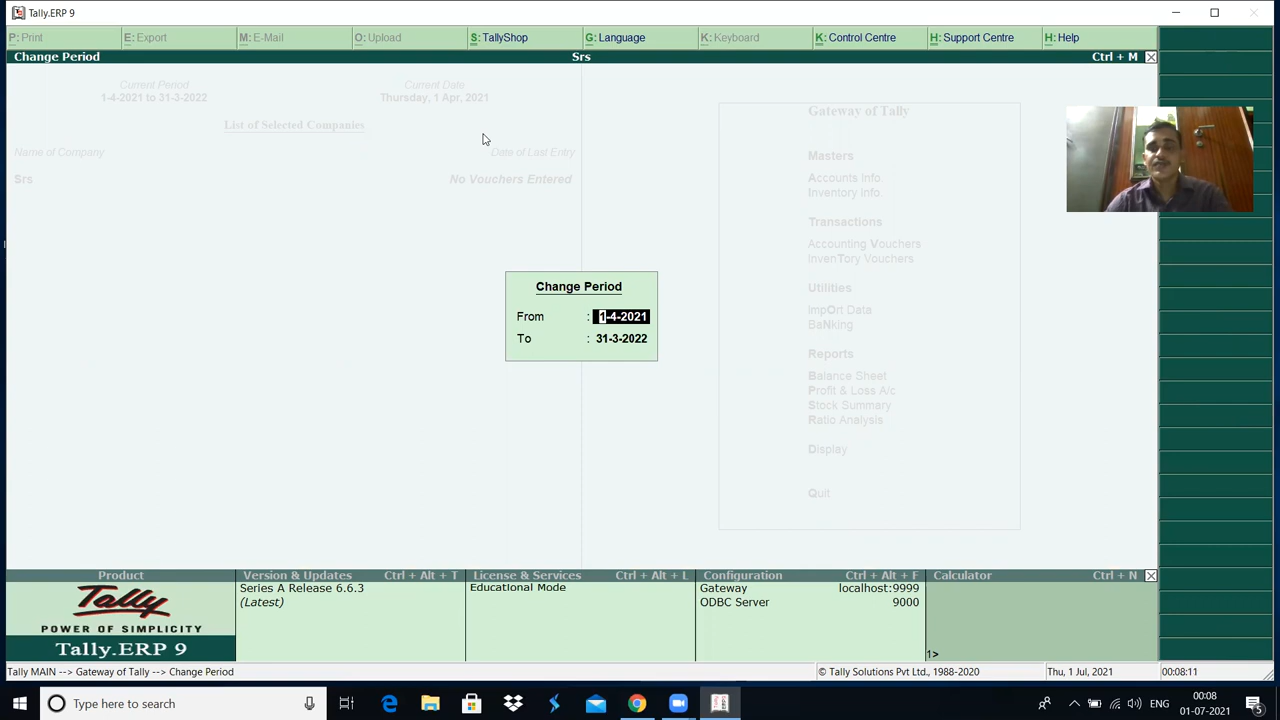 Tally.ERP 9
P: Print
E: Export
M: E-Mail
O: Upload
S: TallyShop
G: Language
K: Keyboard
K: Control Centre
H: Support Centre
H: Help
Change Period
Srs
Ctrl + M
Current Period
1-4-2021 to 31-3-2022
Current Date
Thursday, 1 Apr, 2021
List of Selected Companies
Name of Company
Date of Last Entry
Srs
No Vouchers Entered
Change Period
From : 1-4-2021
To : 31-3-2022
Gateway of Tally
Masters
Accounts Info.
Inventory Info.
Transactions
Accounting Vouchers
InvenTory Vouchers
Utilities
ImpOrt Data
BaNking
Reports
Balance Sheet
Profit & Loss A/c
Stock Summary
Ratio Analysis
Display
Quit
Product
Tally
POWER OF SIMPLICITY
Tally.ERP 9
Version & Updates Ctrl + Alt + T
Series A Release 6.6.3
(Latest)
License & Services Ctrl + Alt + L
Educational Mode
Configuration Ctrl + Alt + F
Gateway localhost:9999
ODBC Server 9000
Calculator Ctrl + N
1>
Tally MAIN --> Gateway of Tally --> Change Period
© Tally Solutions Pvt Ltd., 1988-2020
Thu, 1 Jul, 2021
00:08:11
Type here to search
ENG
00:08
01-07-2021
5